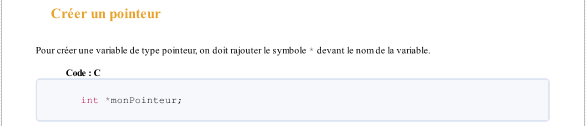 Créer un pointeur
Pour créer une variable de type pointeur, on doit rajouter le symbole * devant le nom de la variable.
Code : C
int *monPointeur;